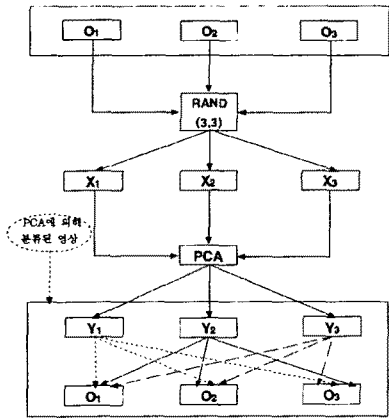 O1 O2 O3
RAND
(3,3)
X1 X2 X3
PCA에 의해
분류된 영상
PCA
Y1 Y2 Y3
O1 O2 O3